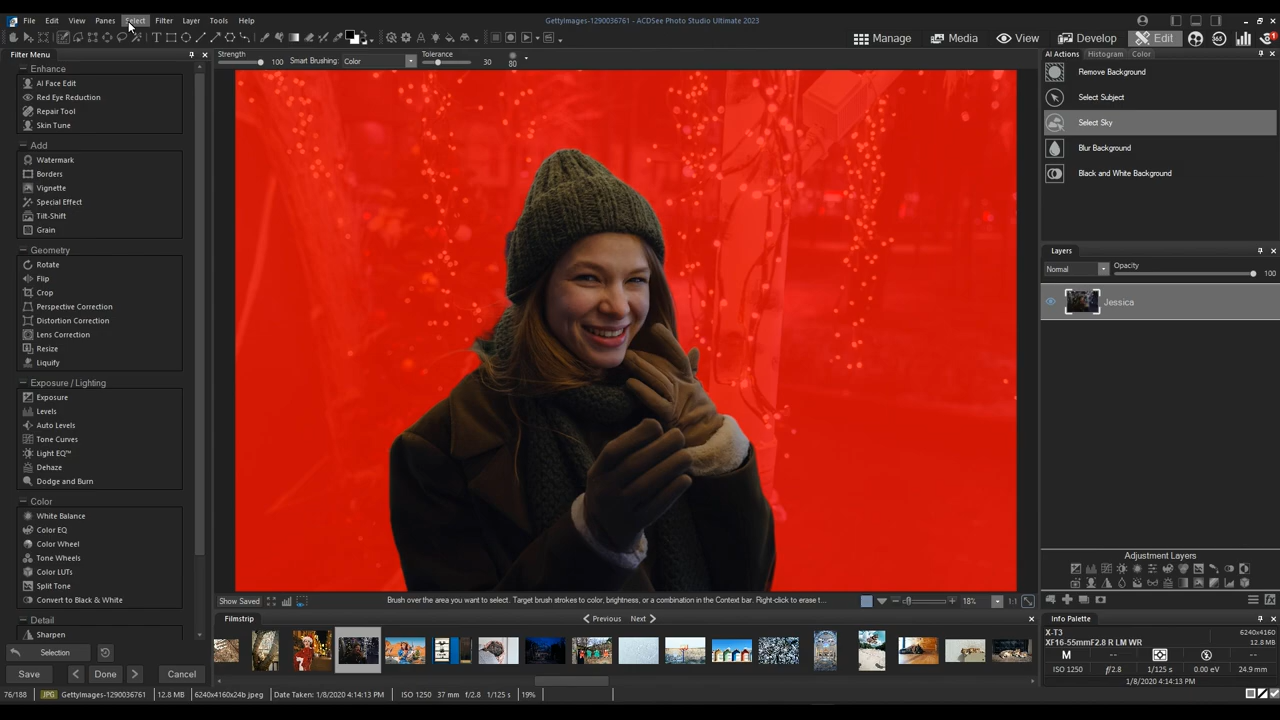 File Edit View Panes Select Filter Layer Tools Help
GettyImages-1290036761 - ACDSee Photo Studio Ultimate 2023
Manage Media View Develop Edit 365
Filter Menu
Strength 100 Smart Brushing: Color Tolerance 30 80
Enhance
AI Face Edit
Red Eye Reduction
Repair Tool
Skin Tune
Add
Watermark
Borders
Vignette
Special Effect
Tilt-Shift
Grain
Geometry
Rotate
Flip
Crop
Perspective Correction
Distortion Correction
Lens Correction
Resize
Liquify
Exposure / Lighting
Exposure
Levels
Auto Levels
Tone Curves
Light EQ™
Dehaze
Dodge and Burn
Color
White Balance
Color EQ
Color Wheel
Tone Wheels
Color LUTs
Split Tone
Convert to Black & White
Detail
Sharpen
Selection
Save Done Cancel
AI Actions Histogram Color
Remove Background
Select Subject
Select Sky
Blur Background
Black and White Background
Layers
Normal Opacity 100
Jessica
Adjustment Layers
Show Saved Brush over the area you want to select. Target brush strokes to color, brightness, or a combination in the Context bar. Right-click to erase t... 18% 1:1
Filmstrip Previous Next
Info Palette
X-T3 6240x4160
XF16-55mmF2.8 R LM WR 12.8 MB
M -- --
ISO 1250 f/2.8 1/125 s 0.00 eV 24.9 mm
1/8/2020 4:14:13 PM
76/188 JPG GettyImages-1290036761 12.8 MB 6240x4160x24b jpeg Date Taken: 1/8/2020 4:14:13 PM ISO 1250 37 mm f/2.8 1/125 s 19%